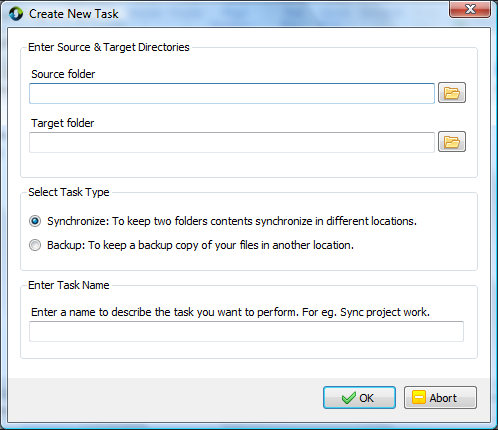 Create New Task
Enter Source & Target Directories
Source folder
Target folder
Select Task Type
Synchronize: To keep two folders contents synchronize in different locations.
Backup: To keep a backup copy of your files in another location.
Enter Task Name
Enter a name to describe the task you want to perform. For eg. Sync project work.
OK
Abort